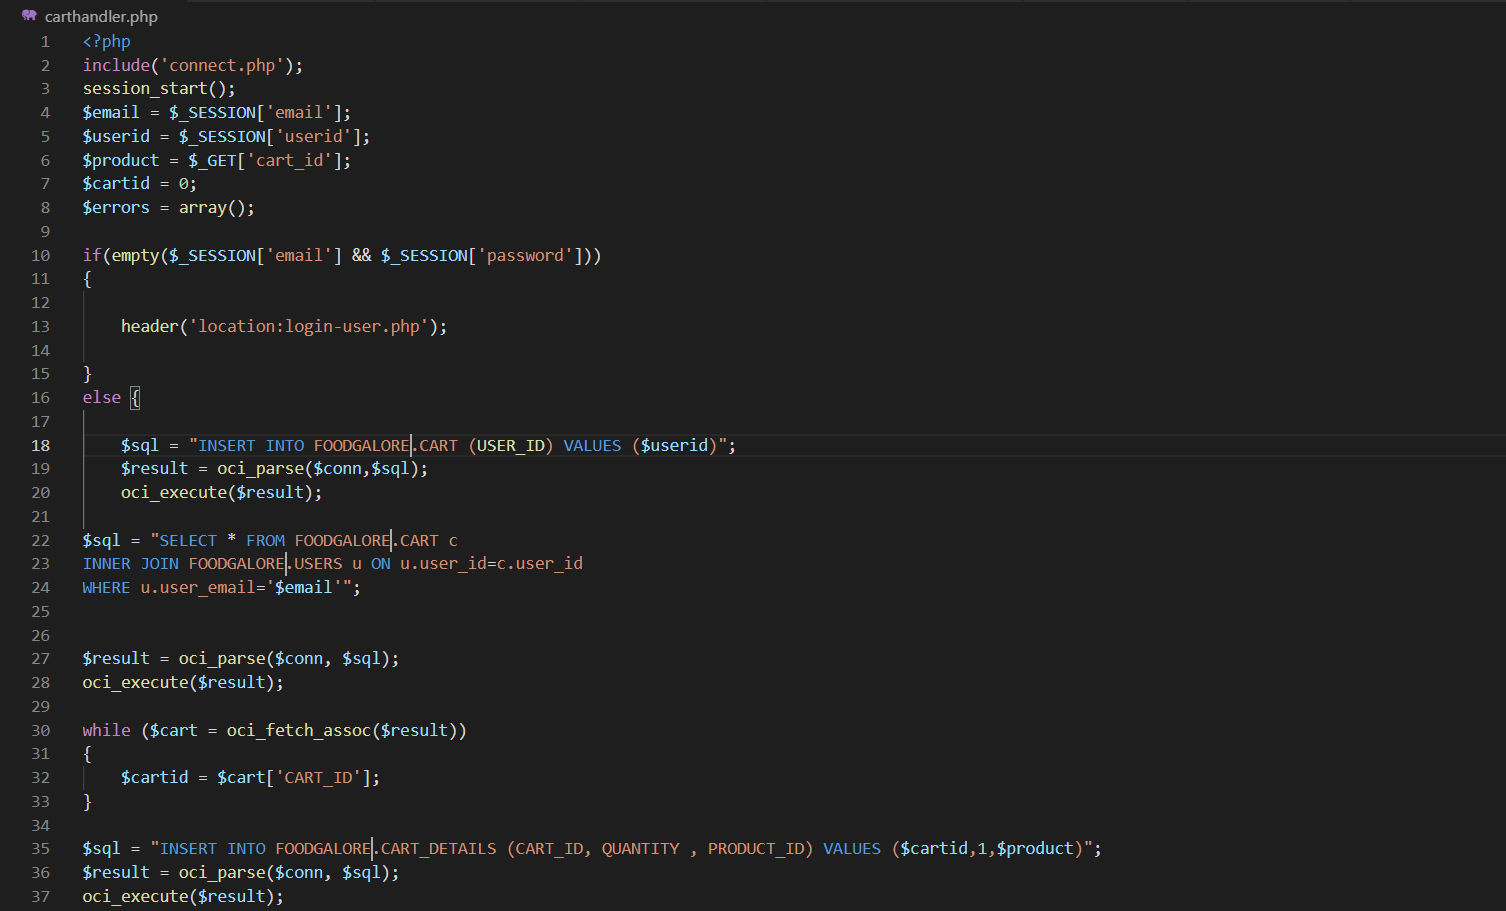 carthandler.php
1 <?php
2 include('connect.php');
3 session_start();
4 $email = $_SESSION['email'];
5 $userid = $_SESSION['userid'];
6 $product = $_GET['cart_id'];
7 $cartid = 0;
8 $errors = array();
9
10 if(empty($_SESSION['email'] && $_SESSION['password']))
11 {
12
13     header('location:login-user.php');
14
15 }
16 else {
17
18     $sql = "INSERT INTO FOODGALORE.CART (USER_ID) VALUES ($userid)";
19     $result = oci_parse($conn,$sql);
20     oci_execute($result);
21
22 $sql = "SELECT * FROM FOODGALORE.CART c
23 INNER JOIN FOODGALORE.USERS u ON u.user_id=c.user_id
24 WHERE u.user_email='$email'";
25
26
27 $result = oci_parse($conn, $sql);
28 oci_execute($result);
29
30 while ($cart = oci_fetch_assoc($result))
31 {
32     $cartid = $cart['CART_ID'];
33 }
34
35 $sql = "INSERT INTO FOODGALORE.CART_DETAILS (CART_ID, QUANTITY , PRODUCT_ID) VALUES ($cartid,1,$product)";
36 $result = oci_parse($conn, $sql);
37 oci_execute($result);